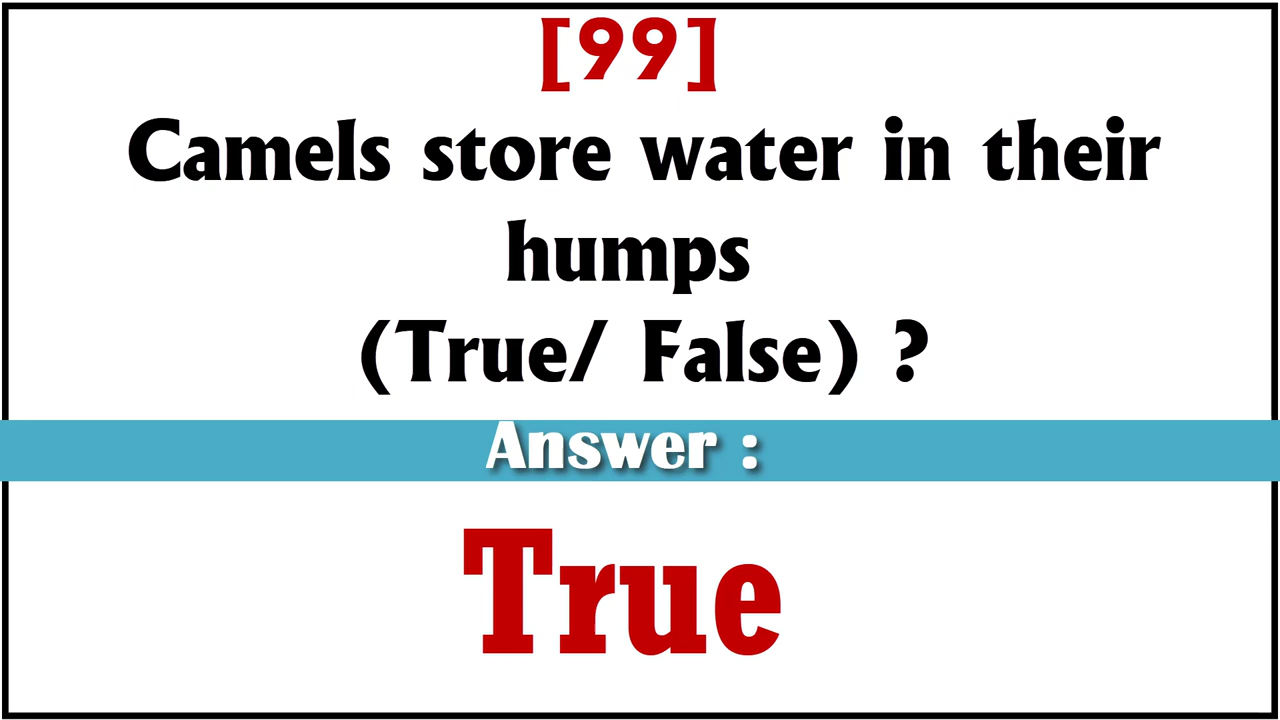 [99]
Camels store water in their
humps
(True/ False) ?
Answer :
True